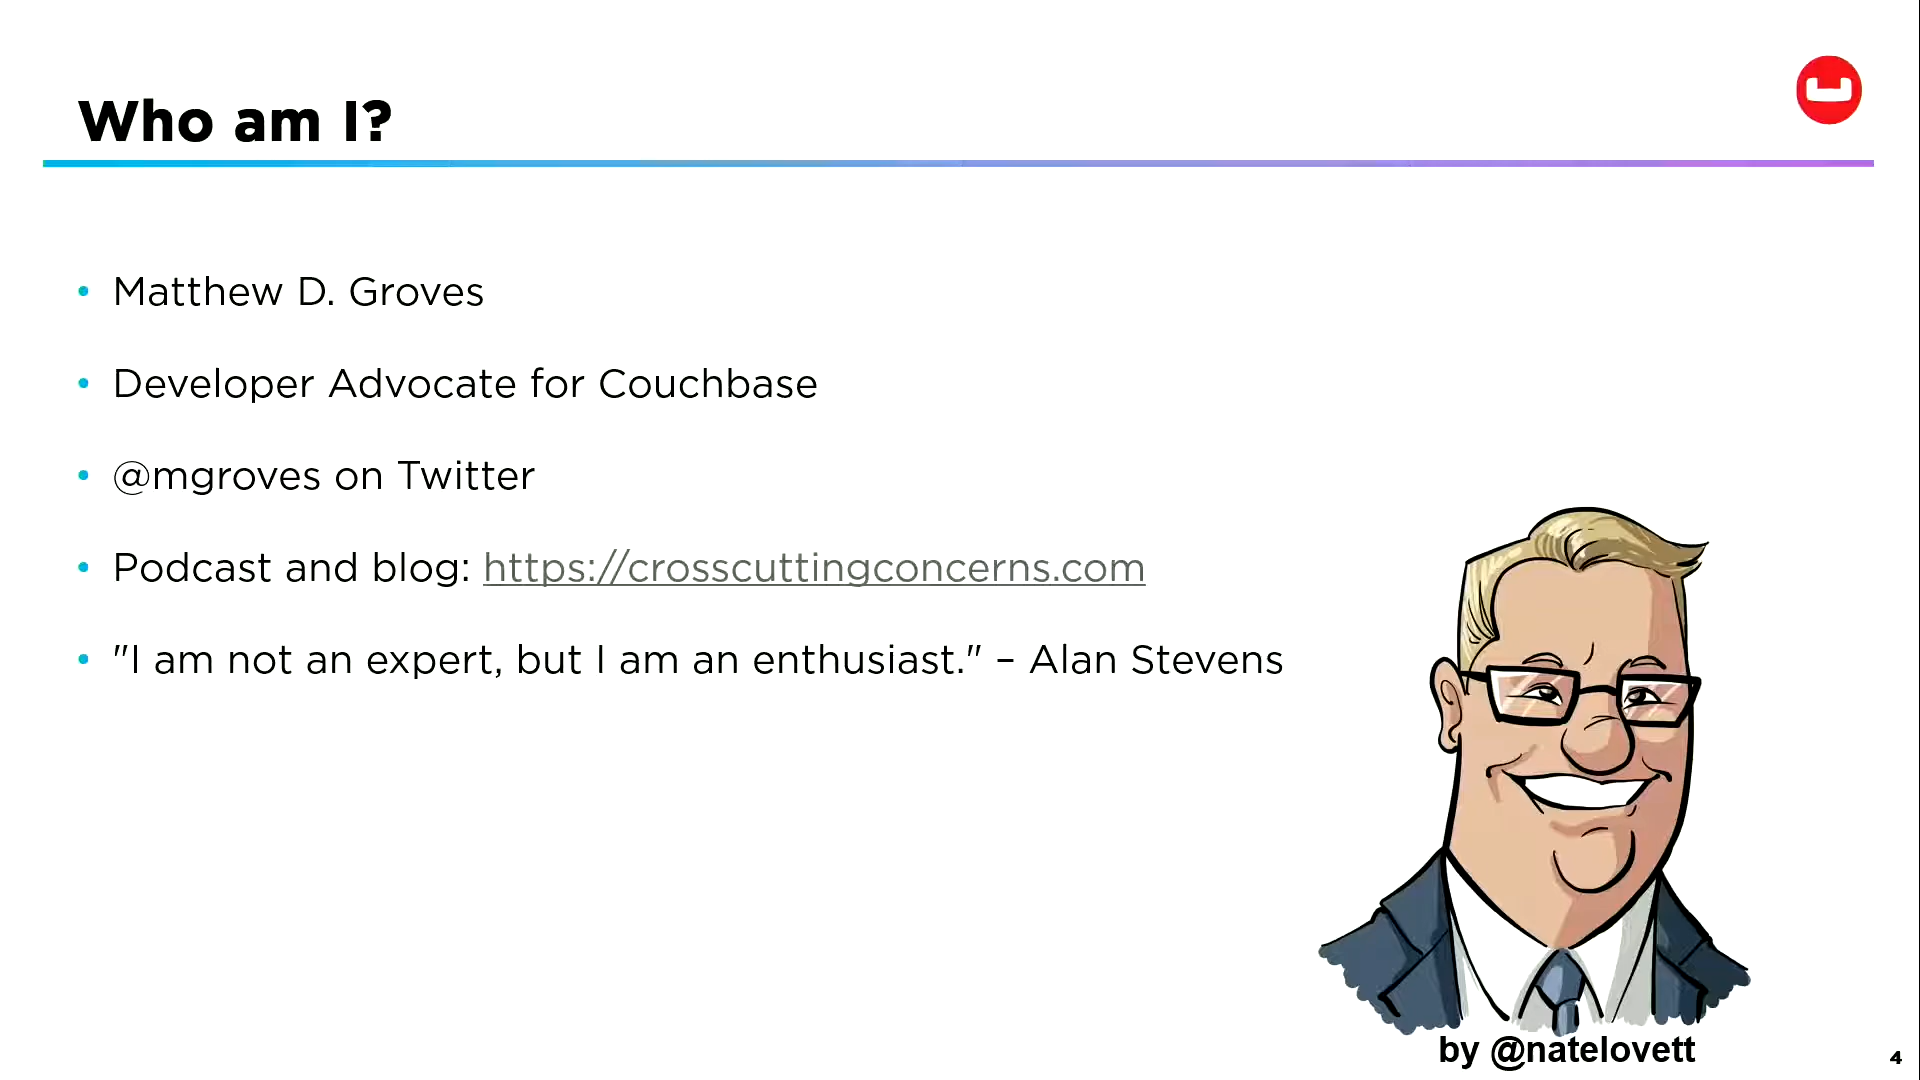 Who am I?
• Matthew D. Groves
• Developer Advocate for Couchbase
• @mgroves on Twitter
• Podcast and blog: https://crosscuttingconcerns.com
• "I am not an expert, but I am an enthusiast." – Alan Stevens
by @natelovett
4